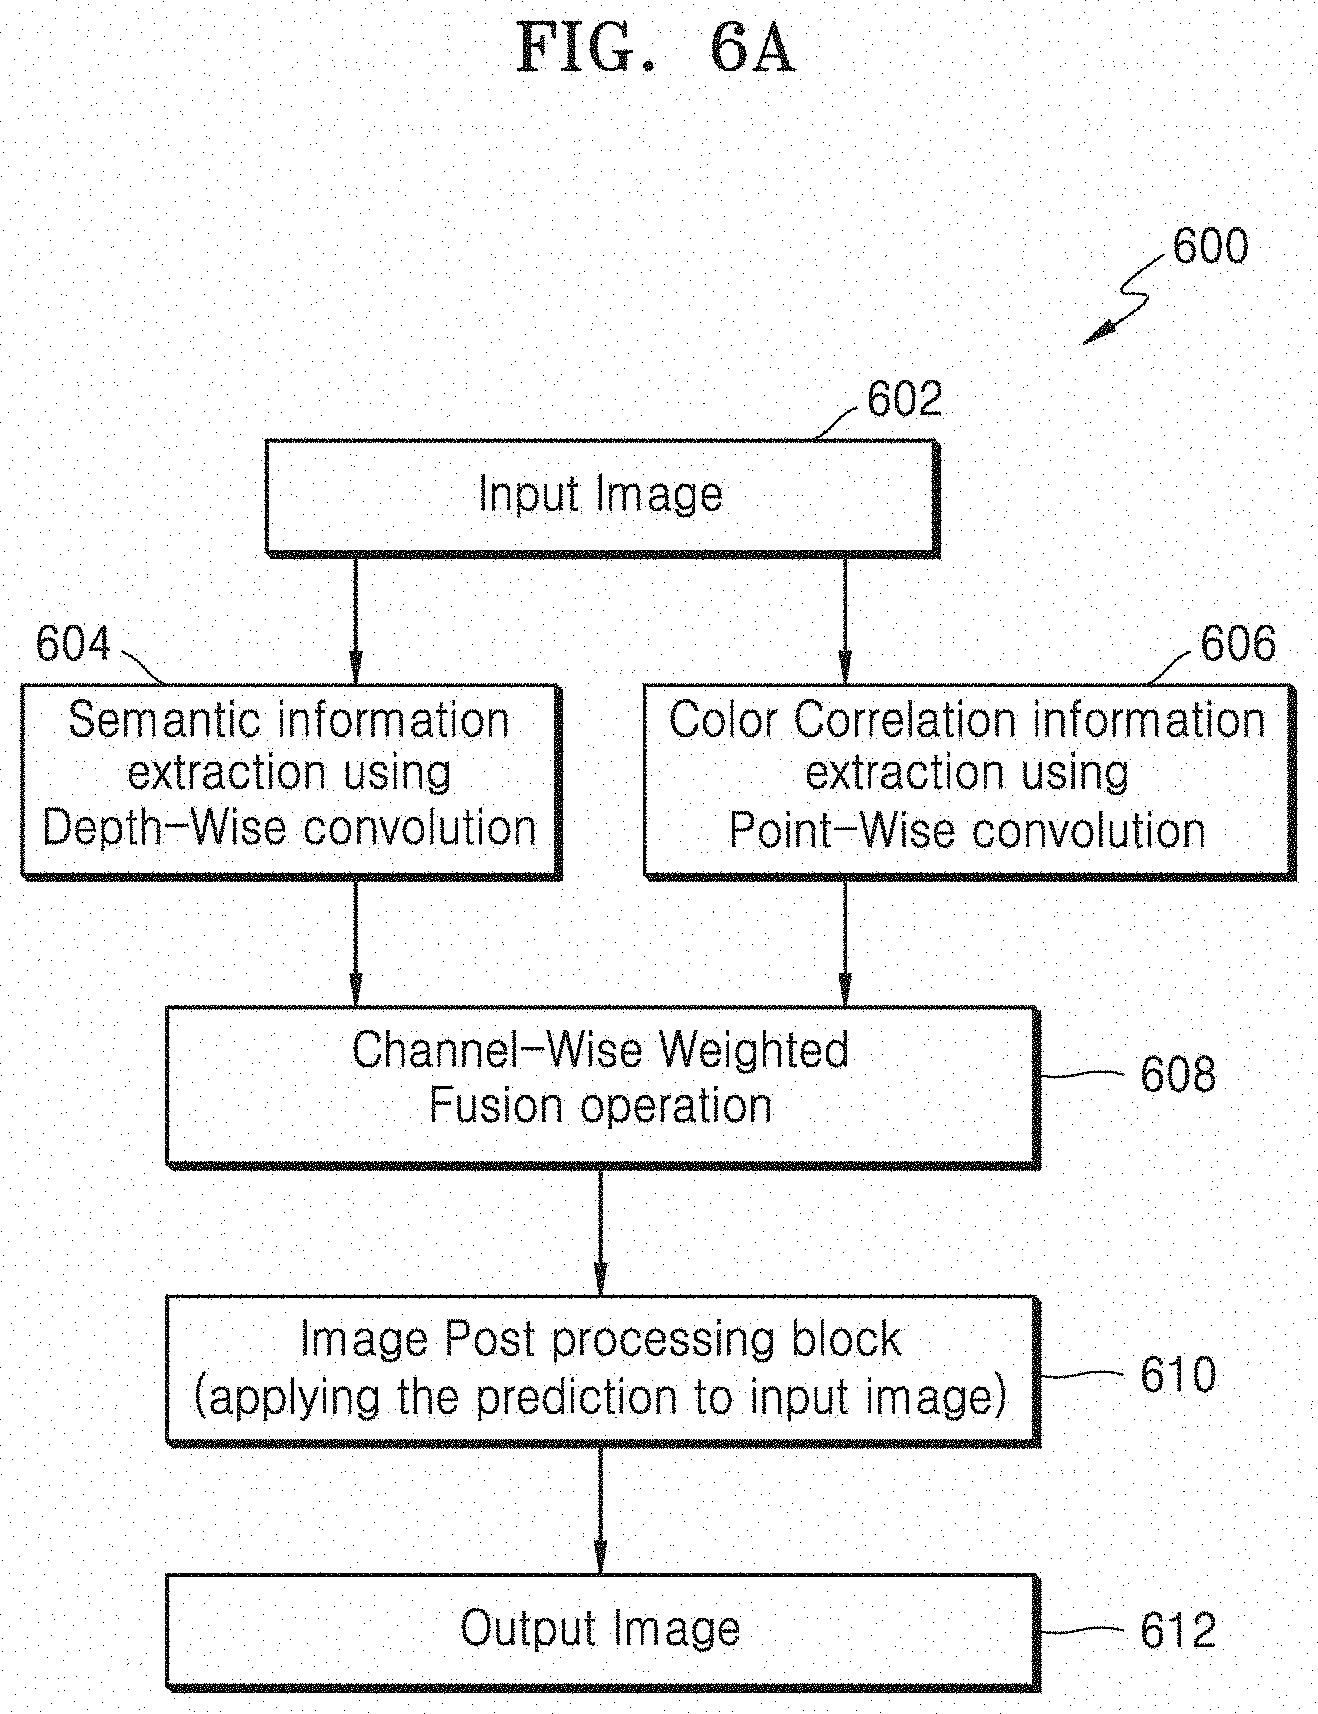 FIG. 6A
600
602
Input Image
604
606
Semantic information
extraction using
Depth-Wise convolution
Color Correlation information
extraction using
Point-Wise convolution
Channel-Wise Weighted
Fusion operation
608
Image Post processing block
(applying the prediction to input image)
610
Output Image
612